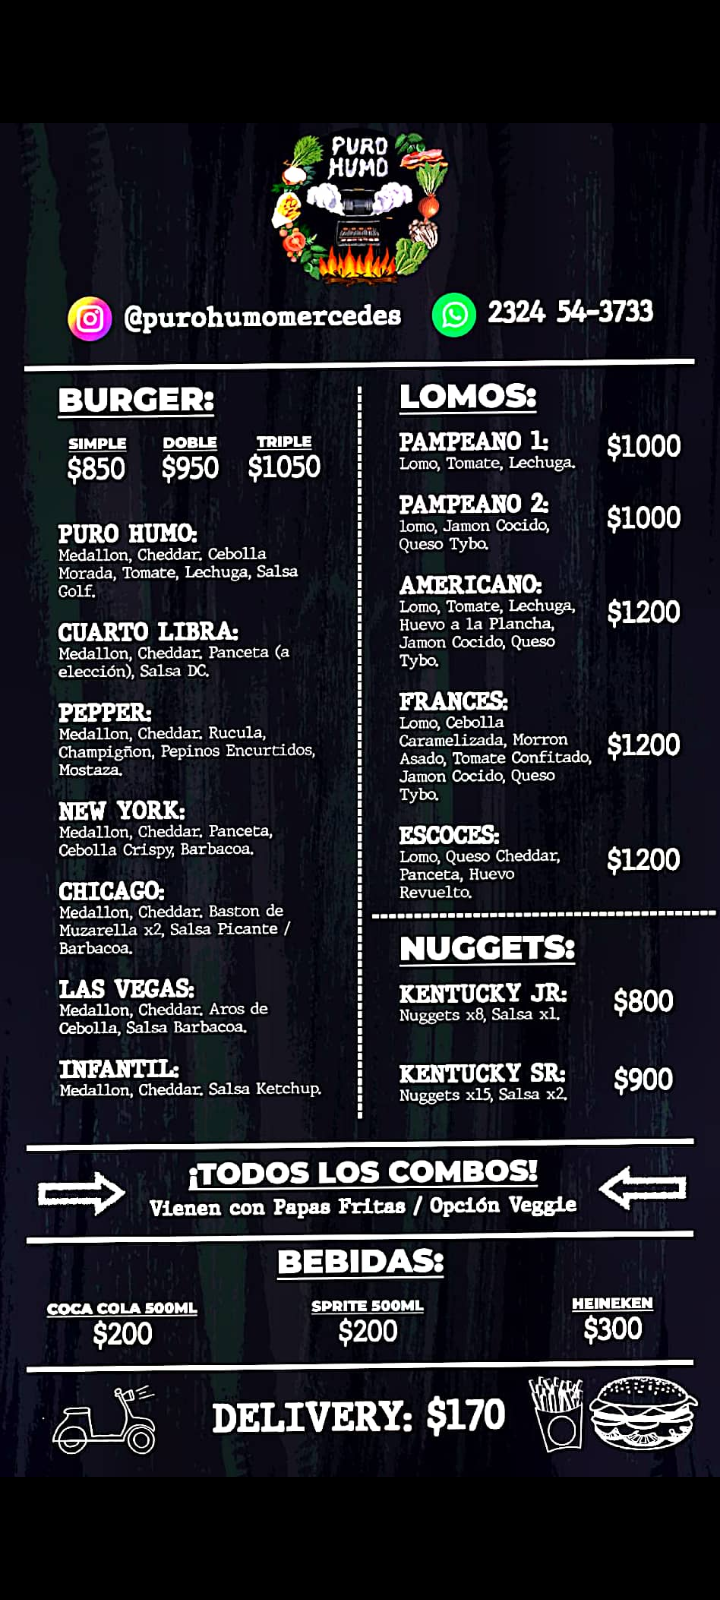 PURO
HUMO
@purohumomercedes
2324 54-3733
BURGER:
SIMPLE DOBLE TRIPLE
$850 $950 $1050
PURO HUMO:
Medallon, Cheddar. Cebolla
Morada, Tomate, Lechuga, Salsa
Golf.
CUARTO LIBRA:
Medallon, Cheddar. Panceta (a
elección), Salsa DC.
PEPPER:
Medallon, Cheddar. Rucula,
Champigñon, Pepinos Encurtidos,
Mostaza.
NEW YORK:
Medallon, Cheddar. Panceta,
Cebolla Crispy, Barbacoa.
CHICAGO:
Medallon, Cheddar. Baston de
Muzarella x2, Salsa Picante /
Barbacoa.
LAS VEGAS:
Medallon, Cheddar. Aros de
Cebolla, Salsa Barbacoa.
INFANTIL:
Medallon, Cheddar. Salsa Ketchup.
LOMOS:
PAMPEANO 1: $1000
Lomo, Tomate, Lechuga.
PAMPEANO 2: $1000
lomo, Jamon Cocido,
Queso Tybo.
AMERICANO:
Lomo, Tomate, Lechuga, $1200
Huevo a la Plancha,
Jamon Cocido, Queso
Tybo.
FRANCES:
Lomo, Cebolla
Caramelizada, Morron $1200
Asado, Tomate Confitado,
Jamon Cocido, Queso
Tybo.
ESCOCES:
Lomo, Queso Cheddar, $1200
Panceta, Huevo
Revuelto.
NUGGETS:
KENTUCKY JR: $800
Nuggets x8, Salsa x1.
KENTUCKY SR: $900
Nuggets x15, Salsa x2.
¡TODOS LOS COMBOS!
Vienen con Papas Fritas / Opción Veggie
BEBIDAS:
COCA COLA 500ML SPRITE 500ML HEINEKEN
$200 $200 $300
DELIVERY: $170